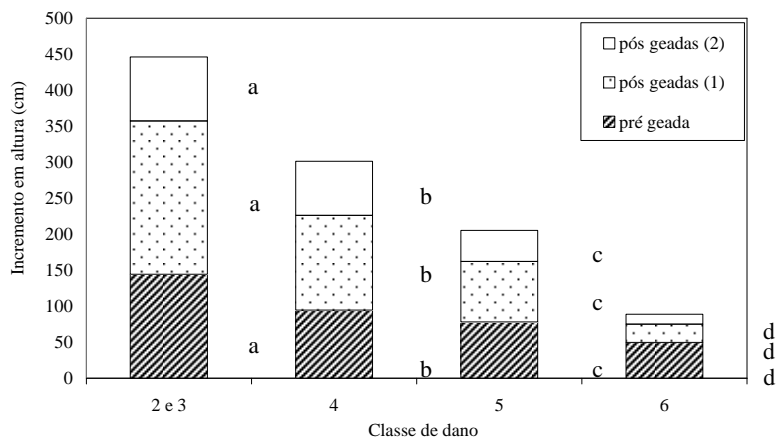 500
450
400
350
300
250
200
150
100
50
0
Incremento em altura (cm)
pós geadas (2)
pós geadas (1)
pré geada
a
a
a
b
b
b
c
c
c
d
d
d
2 e 3 4 5 6
Classe de dano